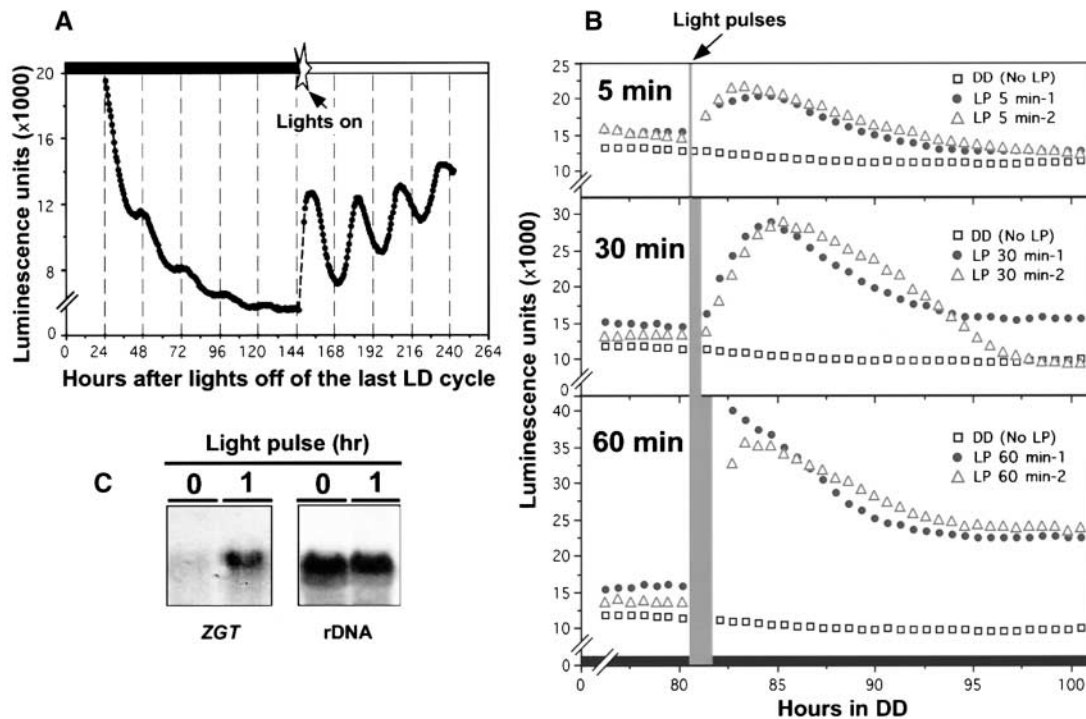 A
20
16
12
8
0
Luminescence units (x1000)
Lights on
0 24 48 72 96 120 144 168 192 216 240 264
Hours after lights off of the last LD cycle
Light pulse (hr)
C
0 1 0 1
ZGT rDNA
B
Light pulses
Luminescence units (x1000)
5 min
25
20
15
10
DD (No LP)
LP 5 min-1
LP 5 min-2
30 min
30
25
20
15
10
0
DD (No LP)
LP 30 min-1
LP 30 min-2
60 min
40
35
30
25
20
15
10
0
DD (No LP)
LP 60 min-1
LP 60 min-2
0 80 85 90 95 100
Hours in DD